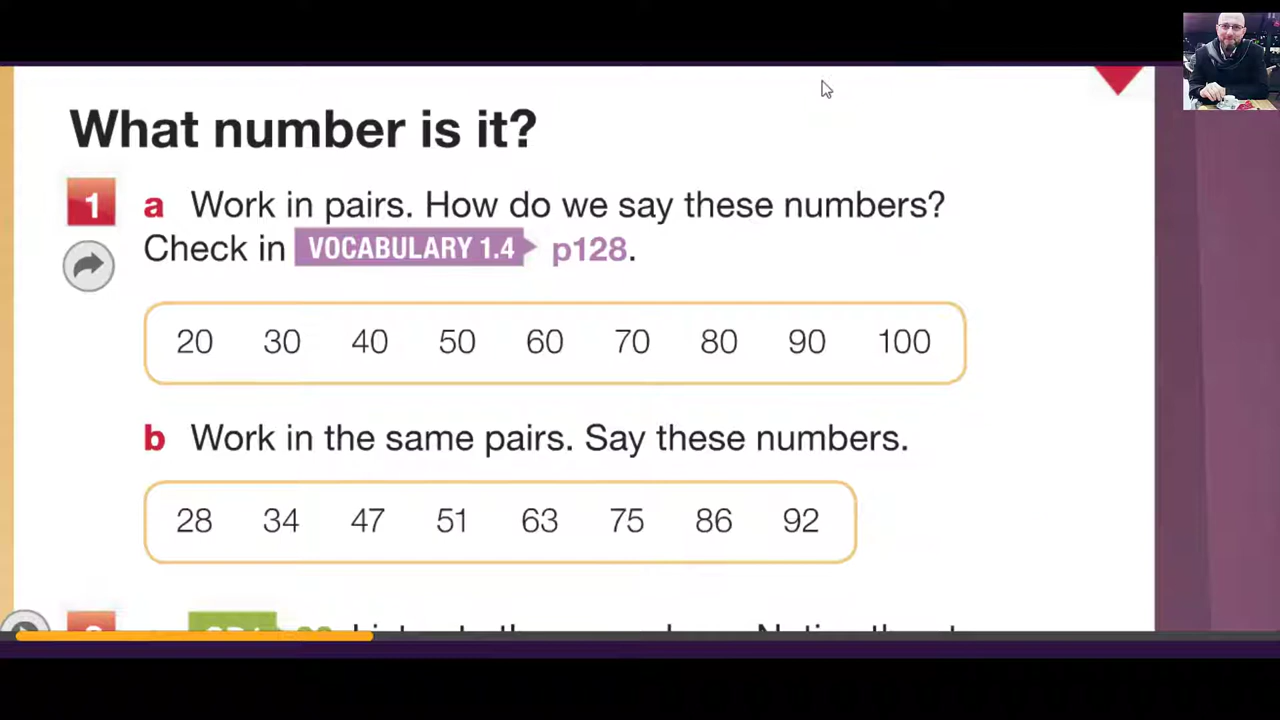 What number is it?
1 a Work in pairs. How do we say these numbers?
Check in VOCABULARY 1.4 p128.
20 30 40 50 60 70 80 90 100
b Work in the same pairs. Say these numbers.
28 34 47 51 63 75 86 92